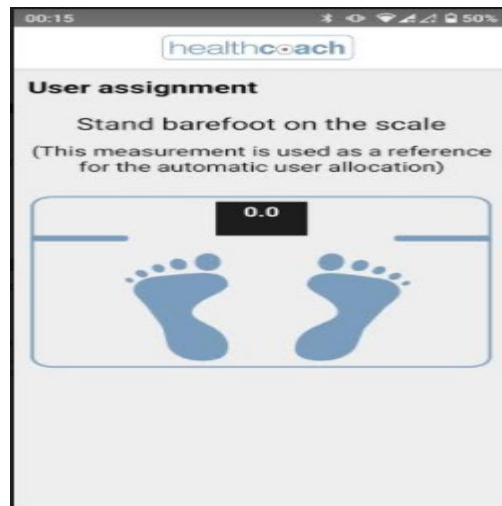 00:15 50%
healthcoach
User assignment
Stand barefoot on the scale
(This measurement is used as a reference
for the automatic user allocation)
0.0